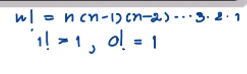 n! = n(n-1)(n-2)⋯3·2·1
1! = 1, 0! = 1